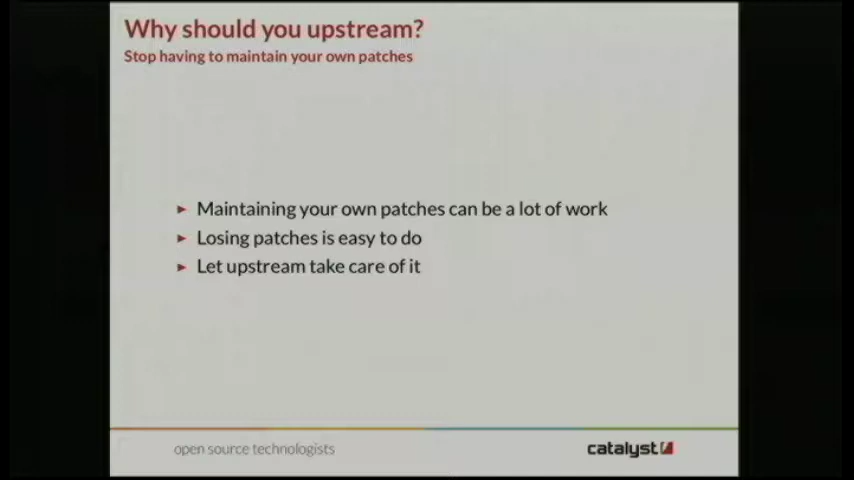 Why should you upstream?
Stop having to maintain your own patches
Maintaining your own patches can be a lot of work
Losing patches is easy to do
Let upstream take care of it
open source technologists
catalyst